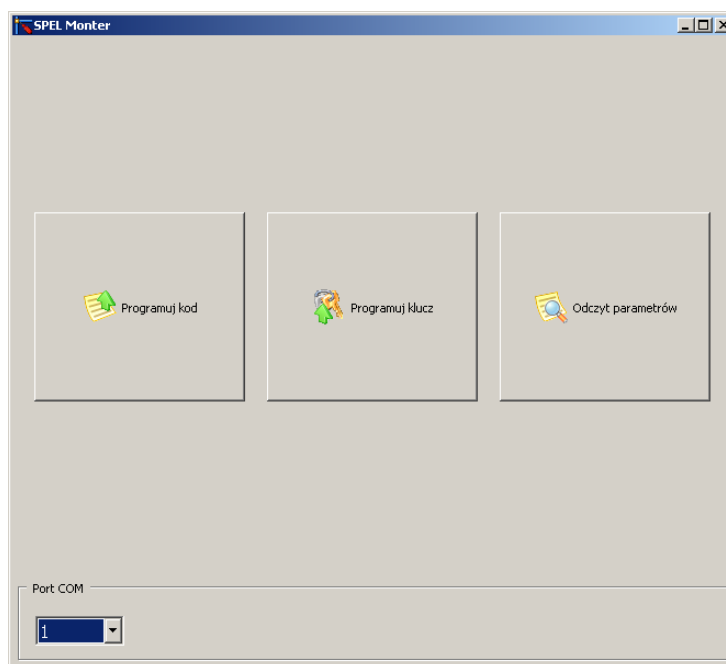 SPEL Monter
Programuj kod
Programuj klucz
Odczyt parametrów
Port COM
1